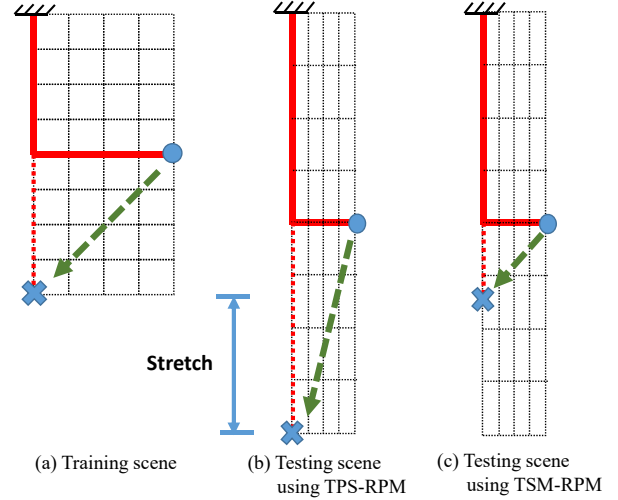 Stretch
(a) Training scene
(b) Testing scene
using TPS-RPM
(c) Testing scene
using TSM-RPM